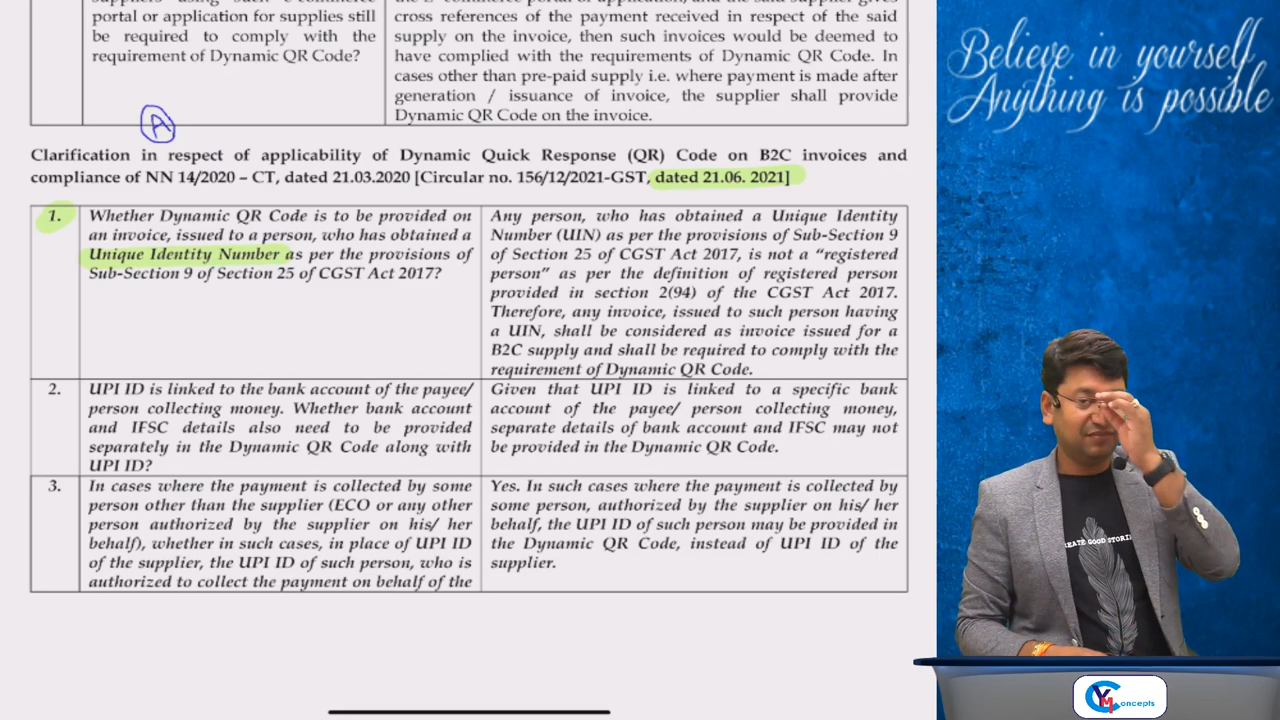 suppliers using such e-commerce
portal or application for supplies still
be required to comply with the
requirement of Dynamic QR Code?
the E-commerce portal or application, and the said supplier gives
cross references of the payment received in respect of the said
supply on the invoice, then such invoices would be deemed to
have complied with the requirements of Dynamic QR Code. In
cases other than pre-paid supply i.e. where payment is made after
generation / issuance of invoice, the supplier shall provide
Dynamic QR Code on the invoice.
A
Clarification in respect of applicability of Dynamic Quick Response (QR) Code on B2C invoices and
compliance of NN 14/2020 – CT, dated 21.03.2020 [Circular no. 156/12/2021-GST, dated 21.06. 2021]
1.
Whether Dynamic QR Code is to be provided on
an invoice, issued to a person, who has obtained a
Unique Identity Number as per the provisions of
Sub-Section 9 of Section 25 of CGST Act 2017?
Any person, who has obtained a Unique Identity
Number (UIN) as per the provisions of Sub-Section 9
of Section 25 of CGST Act 2017, is not a “registered
person” as per the definition of registered person
provided in section 2(94) of the CGST Act 2017.
Therefore, any invoice, issued to such person having
a UIN, shall be considered as invoice issued for a
B2C supply and shall be required to comply with the
requirement of Dynamic QR Code.
2.
UPI ID is linked to the bank account of the payee/
person collecting money. Whether bank account
and IFSC details also need to be provided
separately in the Dynamic QR Code along with
UPI ID?
Given that UPI ID is linked to a specific bank
account of the payee/ person collecting money,
separate details of bank account and IFSC may not
be provided in the Dynamic QR Code.
3.
In cases where the payment is collected by some
person other than the supplier (ECO or any other
person authorized by the supplier on his/ her
behalf), whether in such cases, in place of UPI ID
of the supplier, the UPI ID of such person, who is
authorized to collect the payment on behalf of the
Yes. In such cases where the payment is collected by
some person, authorized by the supplier on his/ her
behalf, the UPI ID of such person may be provided in
the Dynamic QR Code, instead of UPI ID of the
supplier.
Believe in yourself
Anything is possible
REATE GOOD STORI
CYM oncepts